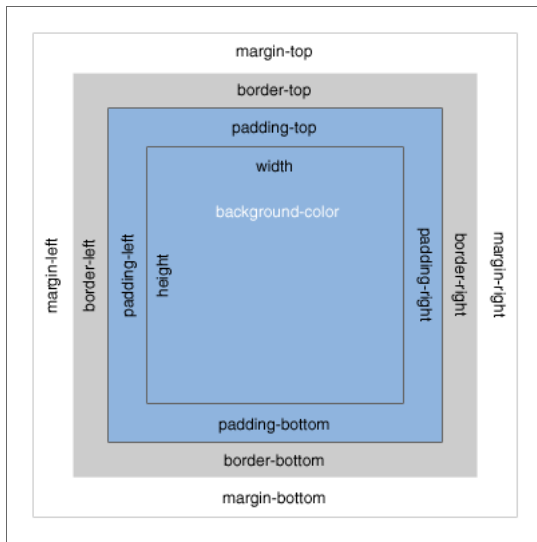 margin-top
border-top
padding-top
width
background-color
margin-left
border-left
padding-left
height
padding-right
border-right
margin-right
padding-bottom
border-bottom
margin-bottom